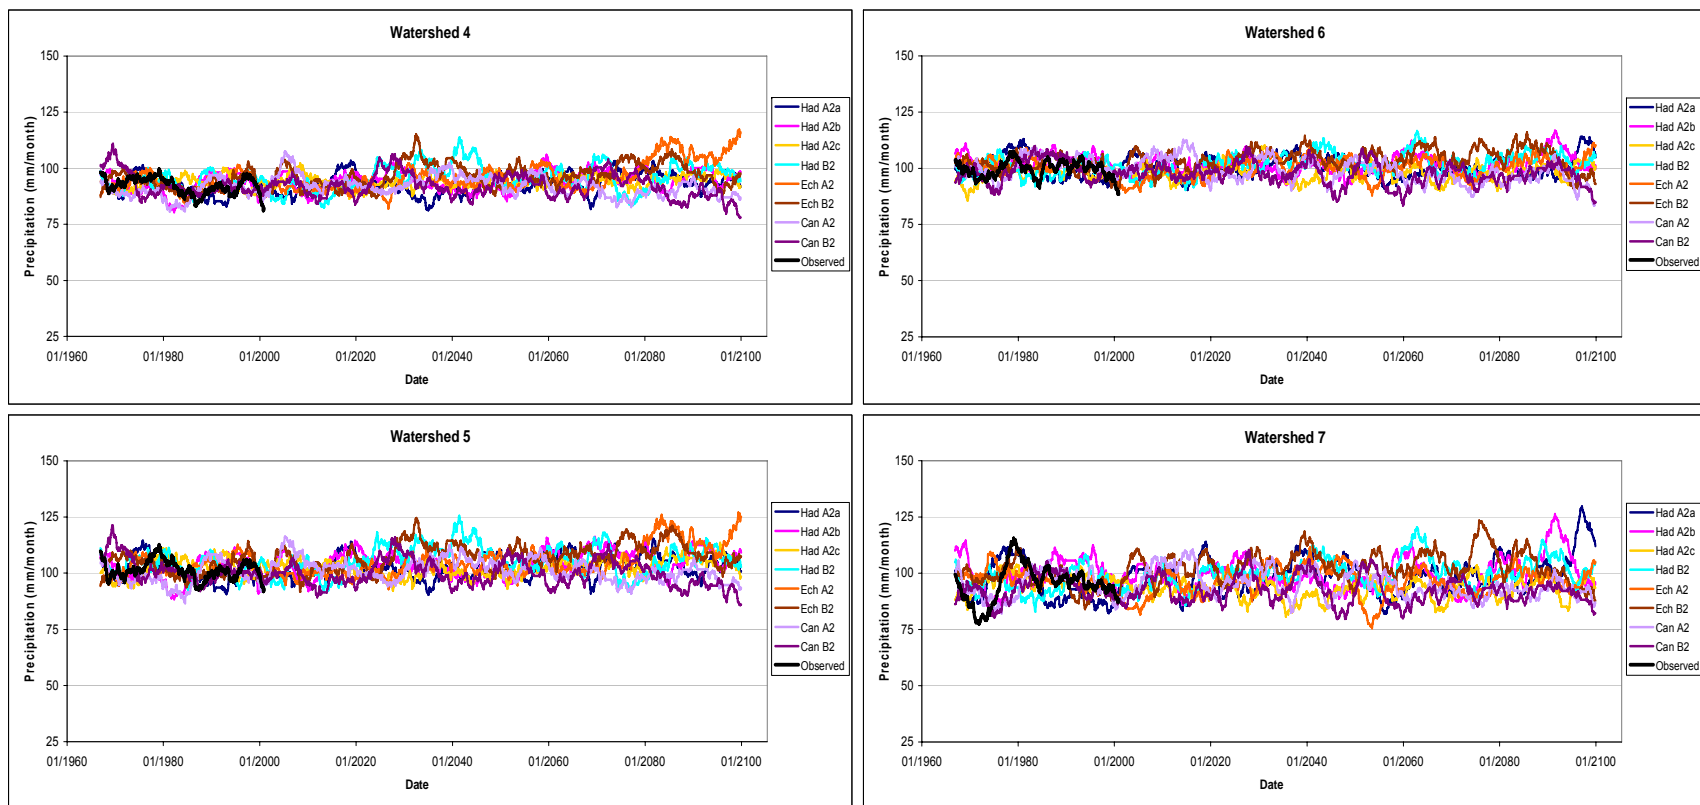 Watershed 4
150
125
100
75
50
25
Precipitation (mm/month)
01/1960 01/1980 01/2000 01/2020 01/2040 01/2060 01/2080 01/2100
Date
Had A2a
Had A2b
Had A2c
Had B2
Ech A2
Ech B2
Can A2
Can B2
Observed
Watershed 6
150
125
100
75
50
25
Precipitation (mm/month)
01/1960 01/1980 01/2000 01/2020 01/2040 01/2060 01/2080 01/2100
Date
Had A2a
Had A2b
Had A2c
Had B2
Ech A2
Ech B2
Can A2
Can B2
Observed
Watershed 5
150
125
100
75
50
25
Precipitation (mm/month)
01/1960 01/1980 01/2000 01/2020 01/2040 01/2060 01/2080 01/2100
Date
Had A2a
Had A2b
Had A2c
Had B2
Ech A2
Ech B2
Can A2
Can B2
Observed
Watershed 7
150
125
100
75
50
25
Precipitation (mm/month)
01/1960 01/1980 01/2000 01/2020 01/2040 01/2060 01/2080 01/2100
Date
Had A2a
Had A2b
Had A2c
Had B2
Ech A2
Ech B2
Can A2
Can B2
Observed